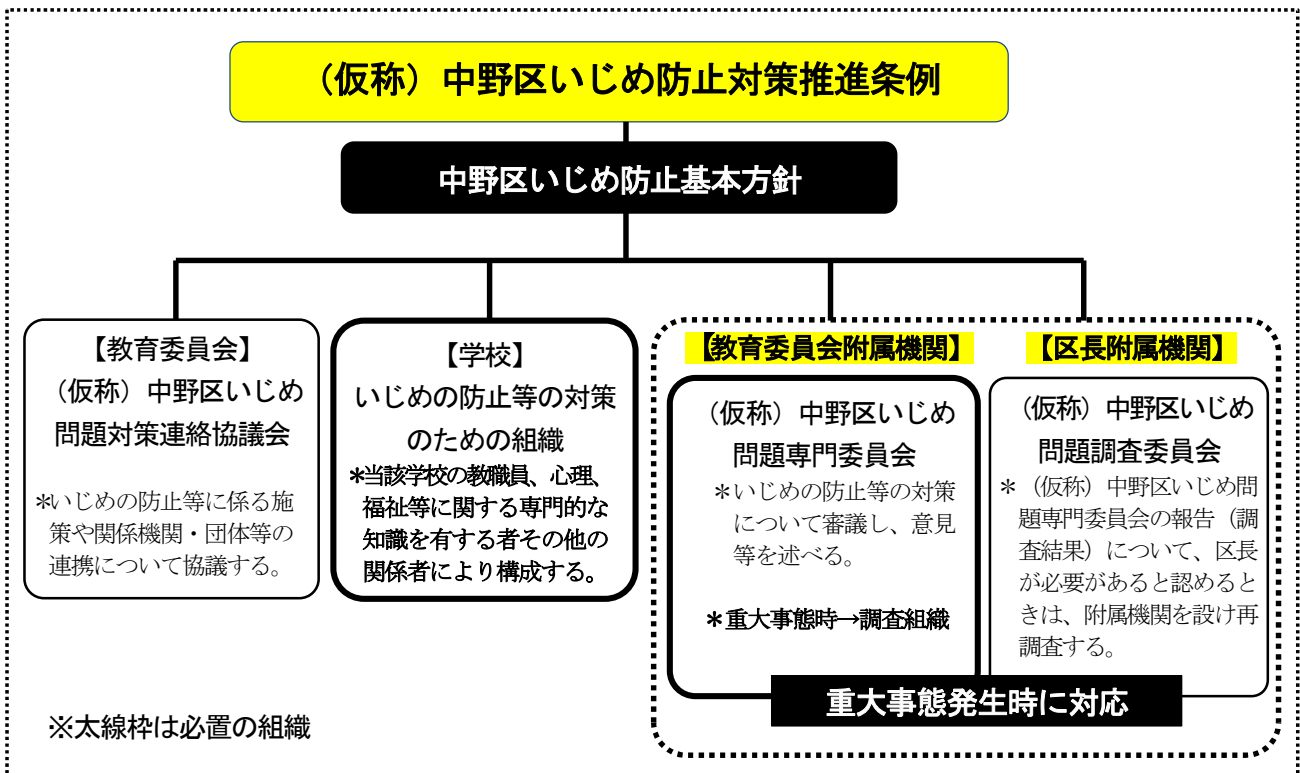 （仮称）中野区いじめ防止対策推進条例
中野区いじめ防止基本方針
【教育委員会】
（仮称）中野区いじめ
問題対策連絡協議会
＊いじめの防止等に係る施
策や関係機関・団体等の
連携について協議する。
【学校】
いじめの防止等の対策
のための組織
＊当該学校の教職員、心理、
福祉等に関する専門的な
知識を有する者その他の
関係者により構成する。
【教育委員会附属機関】
（仮称）中野区いじめ
問題専門委員会
＊いじめの防止等の対策
について審議し、意見
等を述べる。
＊重大事態時→調査組織
【区長附属機関】
（仮称）中野区いじめ
問題調査委員会
＊（仮称）中野区いじめ問
題専門委員会の報告（調
査結果）について、区長
が必要があると認めると
きは、附属機関を設け再
調査する。
重大事態発生時に対応
※太線枠は必置の組織